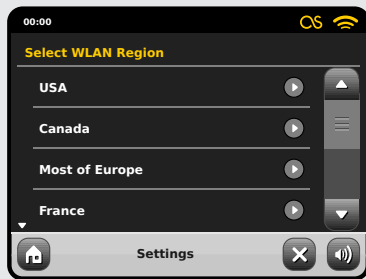 00:00
Select WLAN Region
USA
Canada
Most of Europe
France
Settings